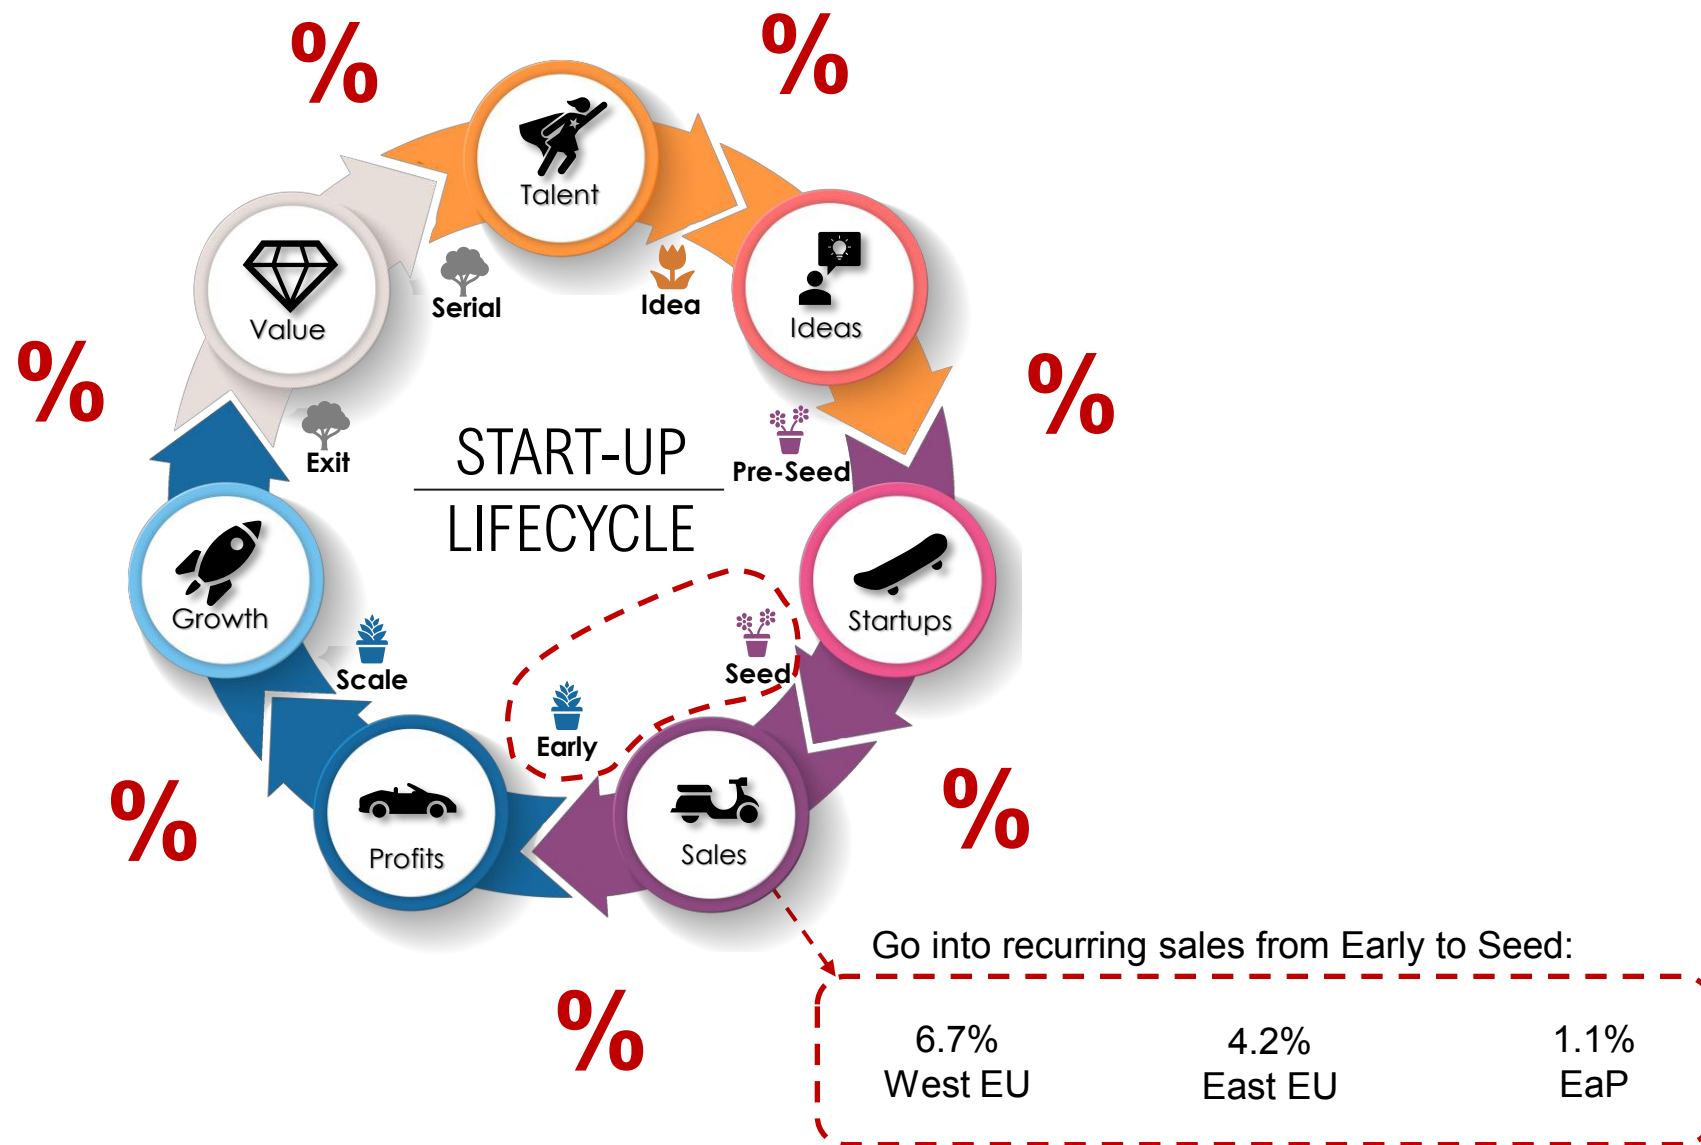 %
%
Talent
Value
Serial
Idea
Ideas
%
%
START-UP
LIFECYCLE
Exit
Pre-Seed
Growth
Startups
Scale
Seed
Early
Profits
Sales
%
%
%
Go into recurring sales from Early to Seed:
6.7%
West EU
4.2%
East EU
1.1%
EaP